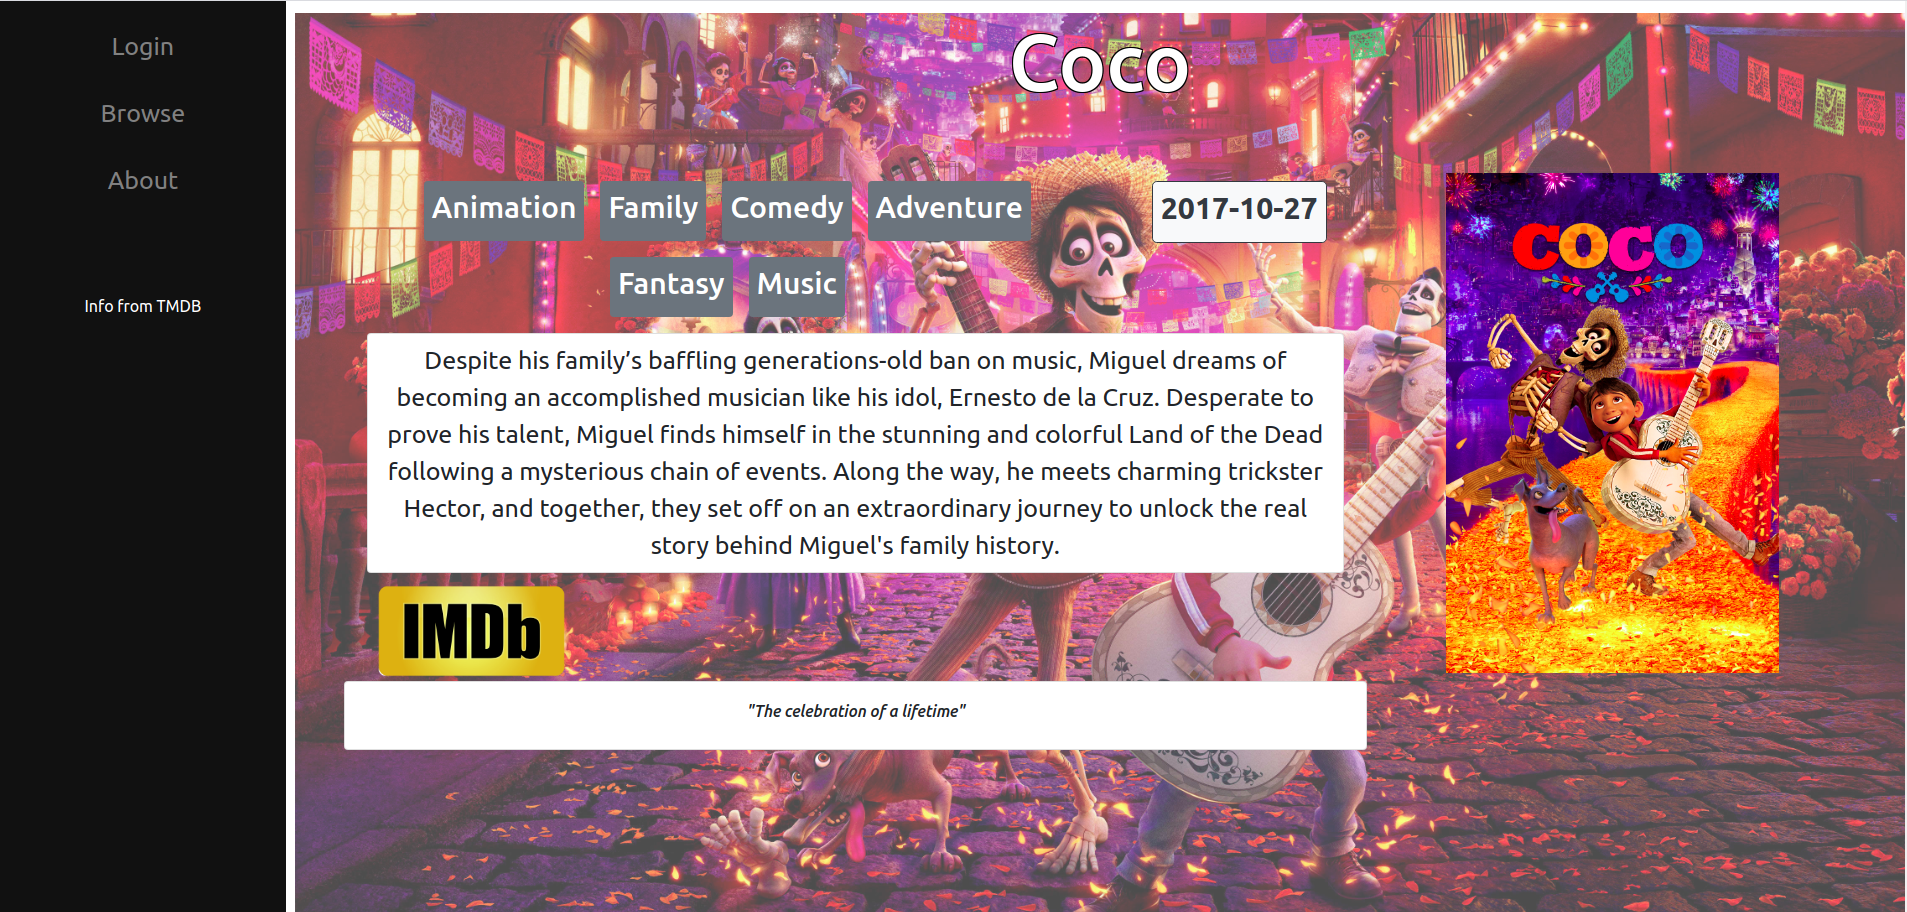 Login
Browse
About
Info from TMDB
Coco
Animation Family Comedy Adventure 2017-10-27
Fantasy Music
Despite his family’s baffling generations-old ban on music, Miguel dreams of
becoming an accomplished musician like his idol, Ernesto de la Cruz. Desperate to
prove his talent, Miguel finds himself in the stunning and colorful Land of the Dead
following a mysterious chain of events. Along the way, he meets charming trickster
Hector, and together, they set off on an extraordinary journey to unlock the real
story behind Miguel's family history.
IMDb
"The celebration of a lifetime"
COCO